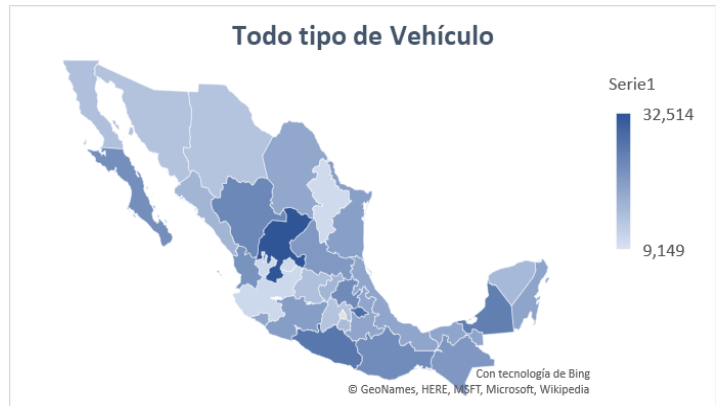 Todo tipo de Vehículo
Serie1
32,514
9,149
Con tecnología de Bing
© GeoNames, HERE, MSFT, Microsoft, Wikipedia